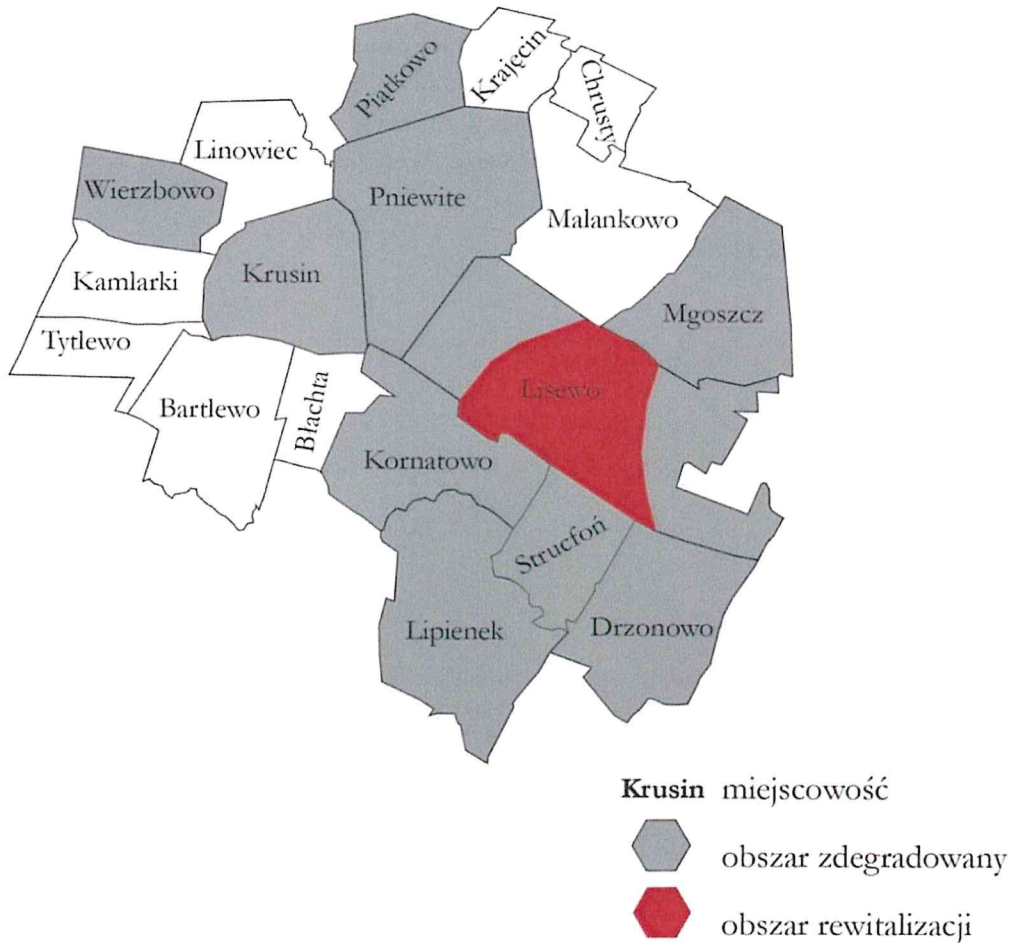 Piątkowo
Krajęcin
Chrusty
Linowiec
Wierzbowo
Pniewite
Malankowo
Kamlarki
Krusin
Mgoszcz
Tytlewo
Lisewo
Bartlewo
Błachta
Kornatowo
Strucfoń
Lipienek
Drzonowo
Krusin miejscowość
obszar zdegradowany
obszar rewitalizacji